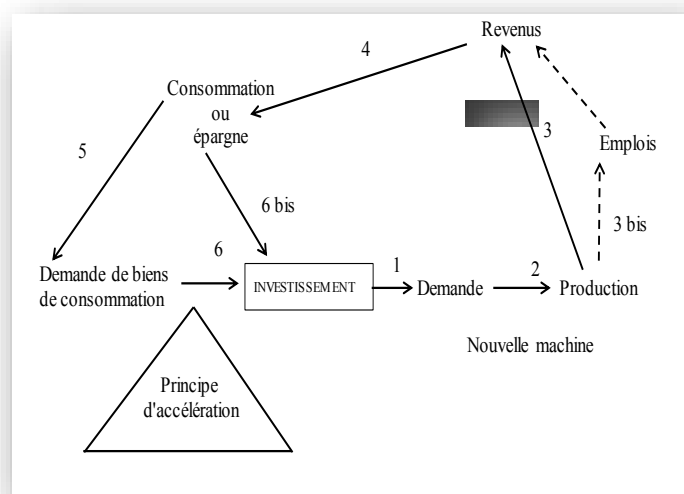 Revenus
4
Consommation
ou
épargne
3
Emplois
5
6 bis
3 bis
Demande de biens
de consommation
6
INVESTISSEMENT
1
Demande
2
Production
Nouvelle machine
Principe
d'accélération